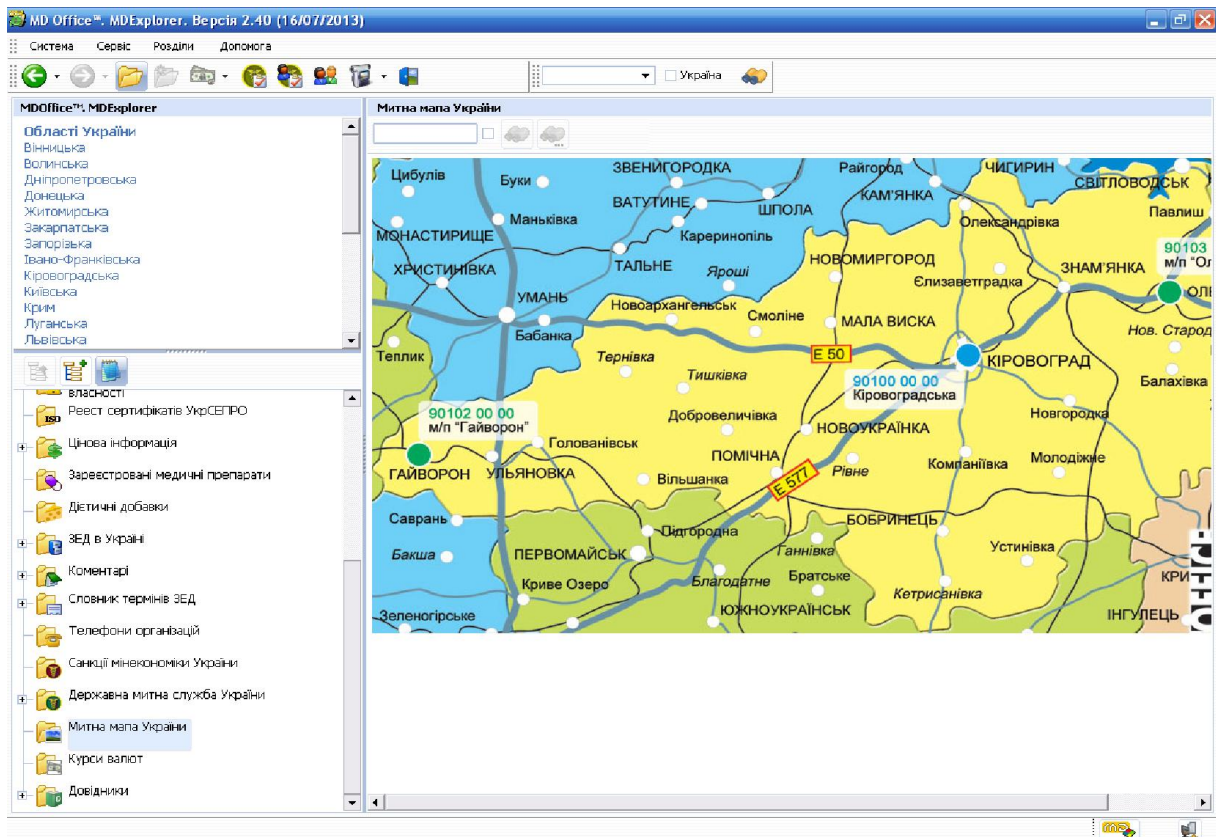 MD Office™. MDExplorer. Версія 2.40 (16/07/2013)
Система Сервіс Розділи Допомога
Україна
MDOffice™. MDExplorer
Області України
Вінницька
Волинська
Дніпропетровська
Донецька
Житомирська
Закарпатська
Запорізька
Івано-Франківська
Кіровоградська
Київська
Крим
Луганська
Львівська
власності
Реєст сертифікатів УкрСЕПРО
Цінова інформація
Зареєстровані медичні препарати
Дієтичні добавки
ЗЕД в Україні
Коментарі
Словник термінів ЗЕД
Телефони організацій
Санкції мінекономіки України
Державна митна служба України
Митна мапа України
Курси валют
Довідники
Митна мапа України
Цибулів
Буки
ЗВЕНИГОРОДКА
Райгород
ЧИГИРИН
СВІТЛОВОДСЬК
Маньківка
ВАТУТИНЕ
ШПОЛА
КАМ'ЯНКА
Павлиш
МОНАСТИРИЩЕ
Кареринопіль
Олександрівка
90103
м/п "Ол
ХРИСТИНІВКА
ТАЛЬНЕ
Яроші
НОВОМИРГОРОД
ЗНАМ'ЯНКА
Єлизаветградка
УМАНЬ
Новоархангельськ
Смоліне
МАЛА ВИСКА
Бабанка
Нов. Старод
Теплик
Тернівка
E 50
КІРОВОГРАД
Тишківка
90100 00 00
Кіровоградська
Балахівка
90102 00 00
м/п "Гайворон"
Добровеличівка
НОВОУКРАЇНКА
Новгородка
Голованівськ
ПОМІЧНА
ГАЙВОРОН
УЛЬЯНОВКА
Вільшанка
E 577
Рівне
Компаніївка
Молодіжне
Саврань
Підгородна
БОБРИНЕЦЬ
Бакша
ПЕРВОМАЙСЬК
Ганнівка
Устинівка
Криве Озеро
Благодатне
Братське
Кетрисанівка
КРИ
Зеленогірське
ЮЖНОУКРАЇНСЬК
ІНГУЛЕЦЬ